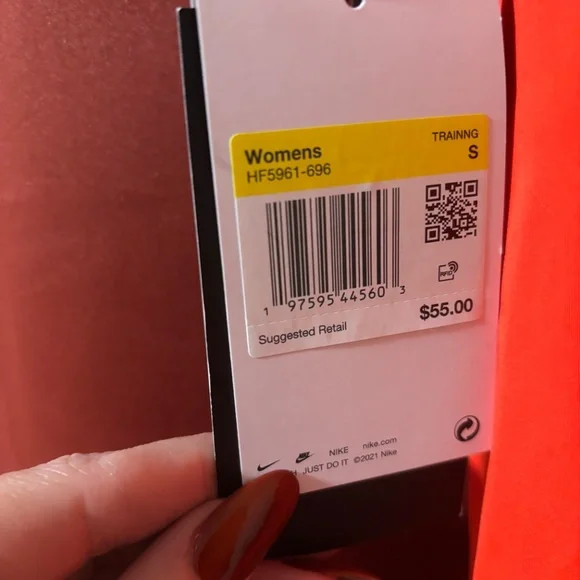 Womens
TRAINNG
HF5961-696
S
1 97595 44560 3
RFID
$55.00
Suggested Retail
NIKE nike.com
JUST DO IT ©2021 Nike